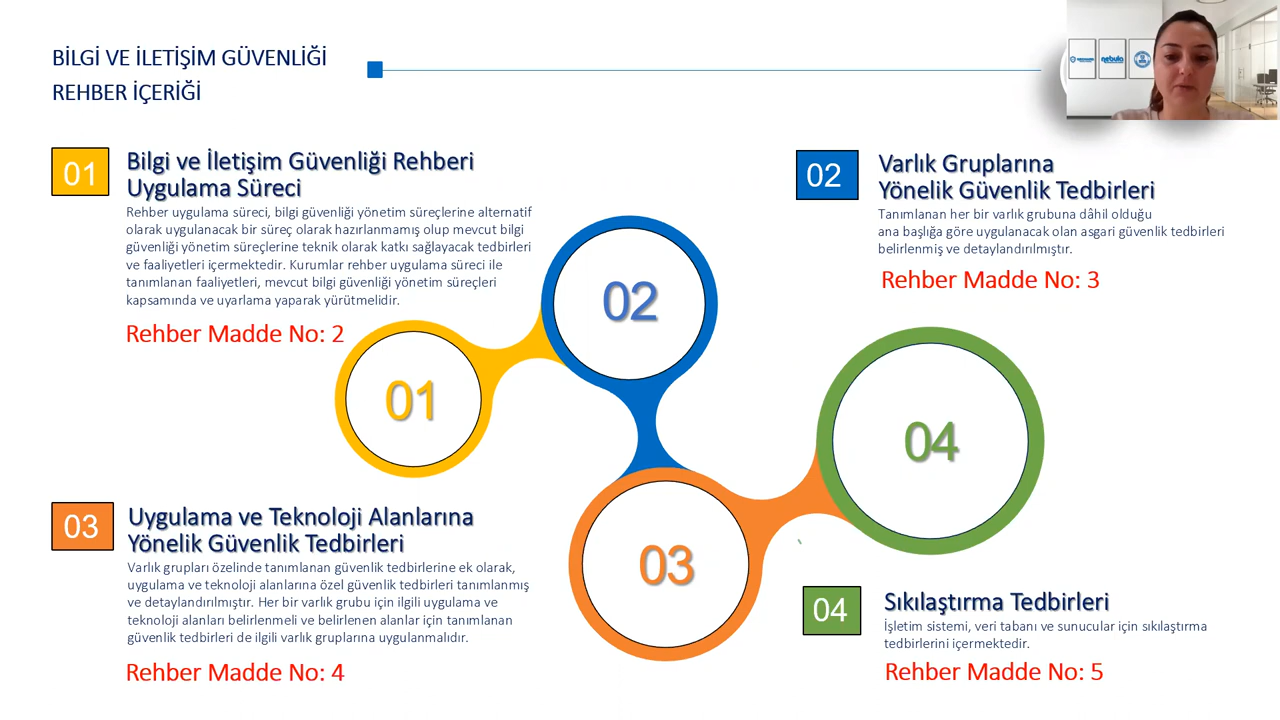 BİLGİ VE İLETİŞİM GÜVENLİĞİ
REHBER İÇERİĞİ
nebula
01
Bilgi ve İletişim Güvenliği Rehberi
Uygulama Süreci
Rehber uygulama süreci, bilgi güvenliği yönetim süreçlerine alternatif
olarak uygulanacak bir süreç olarak hazırlanmamış olup mevcut bilgi
güvenliği yönetim süreçlerine teknik olarak katkı sağlayacak tedbirleri
ve faaliyetleri içermektedir. Kurumlar rehber uygulama süreci ile
tanımlanan faaliyetleri, mevcut bilgi güvenliği yönetim süreçleri
kapsamında ve uyarlama yaparak yürütmelidir.
Rehber Madde No: 2
02
Varlık Gruplarına
Yönelik Güvenlik Tedbirleri
Tanımlanan her bir varlık grubuna dâhil olduğu
ana başlığa göre uygulanacak olan asgari güvenlik tedbirleri
belirlenmiş ve detaylandırılmıştır.
Rehber Madde No: 3
01
02
03
04
03
Uygulama ve Teknoloji Alanlarına
Yönelik Güvenlik Tedbirleri
Varlık grupları özelinde tanımlanan güvenlik tedbirlerine ek olarak,
uygulama ve teknoloji alanlarına özel güvenlik tedbirleri tanımlanmış
ve detaylandırılmıştır. Her bir varlık grubu için ilgili uygulama ve
teknoloji alanları belirlenmeli ve belirlenen alanlar için tanımlanan
güvenlik tedbirleri de ilgili varlık gruplarına uygulanmalıdır.
Rehber Madde No: 4
04
Sıkılaştırma Tedbirleri
İşletim sistemi, veri tabanı ve sunucular için sıkılaştırma
tedbirlerini içermektedir.
Rehber Madde No: 5